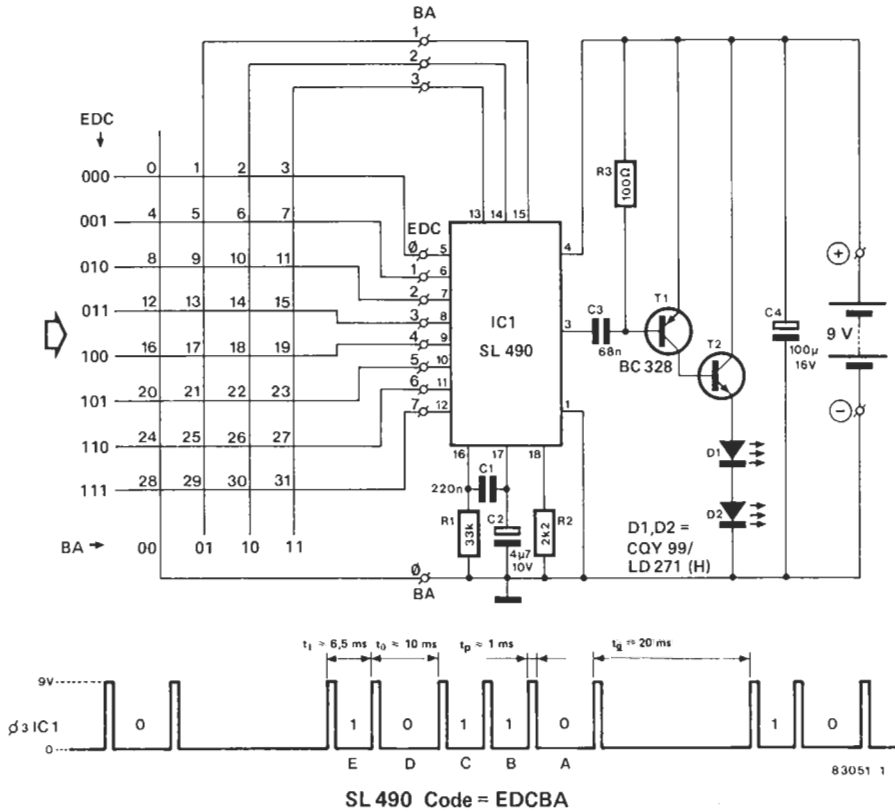 BA
1
2
3
EDC
000 0 1 2 3
001 4 5 6 7
010 8 9 10 11
011 12 13 14 15
100 16 17 18 19
101 20 21 22 23
110 24 25 26 27
111 28 29 30 31
BA 00 01 10 11
EDC
Ø 5
1 6
2 7
3 8
4 9
5 10
6 11
7 12
13 14 15
4
3
1
16 17 18
IC1
SL 490
R3
100Ω
C3
68n
T1
BC 328
T2
C4
100µ
16V
+
9 V
−
C1
220n
R1
33k
C2
4µ7
10V
R2
2k2
D1
D2
D1,D2 =
CQY 99/
LD 271 (H)
Ø
BA
t1 ≈ 6,5 ms t0 ≈ 10 ms tp ≈ 1 ms tg ≈ 20 ms
9V
ø 3 IC 1
0
0 1 0 1 1 0 1 0
E D C B A
83051 1
SL 490 Code = EDCBA